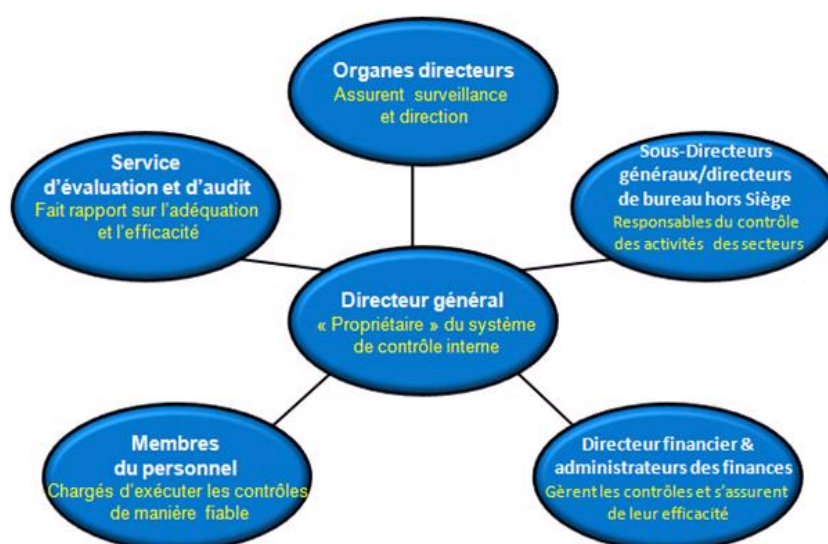 Organes directeurs
Assurent surveillance
et direction
Service
d'évaluation et d'audit
Fait rapport sur l'adéquation
et l'efficacité
Sous-Directeurs
généraux/directeurs
de bureau hors Siège
Responsables du contrôle
des activités des secteurs
Directeur général
« Propriétaire » du système
de contrôle interne
Membres
du personnel
Chargés d'exécuter les contrôles
de manière fiable
Directeur financier &
administrateurs des finances
Gèrent les contrôles et s'assurent
de leur efficacité